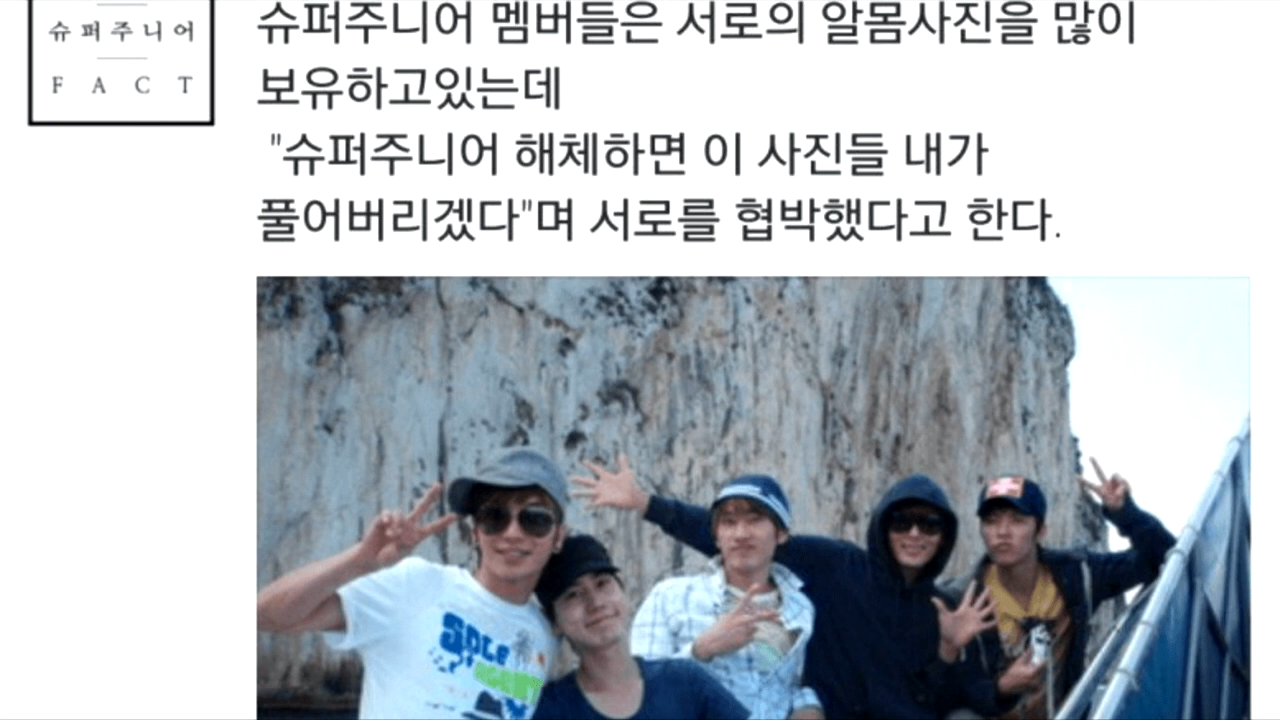 슈퍼주니어
FACT
슈퍼주니어 멤버들은 서로의 알몸사진을 많이
보유하고있는데
"슈퍼주니어 해체하면 이 사진들 내가
풀어버리겠다"며 서로를 협박했다고 한다.
SOLE